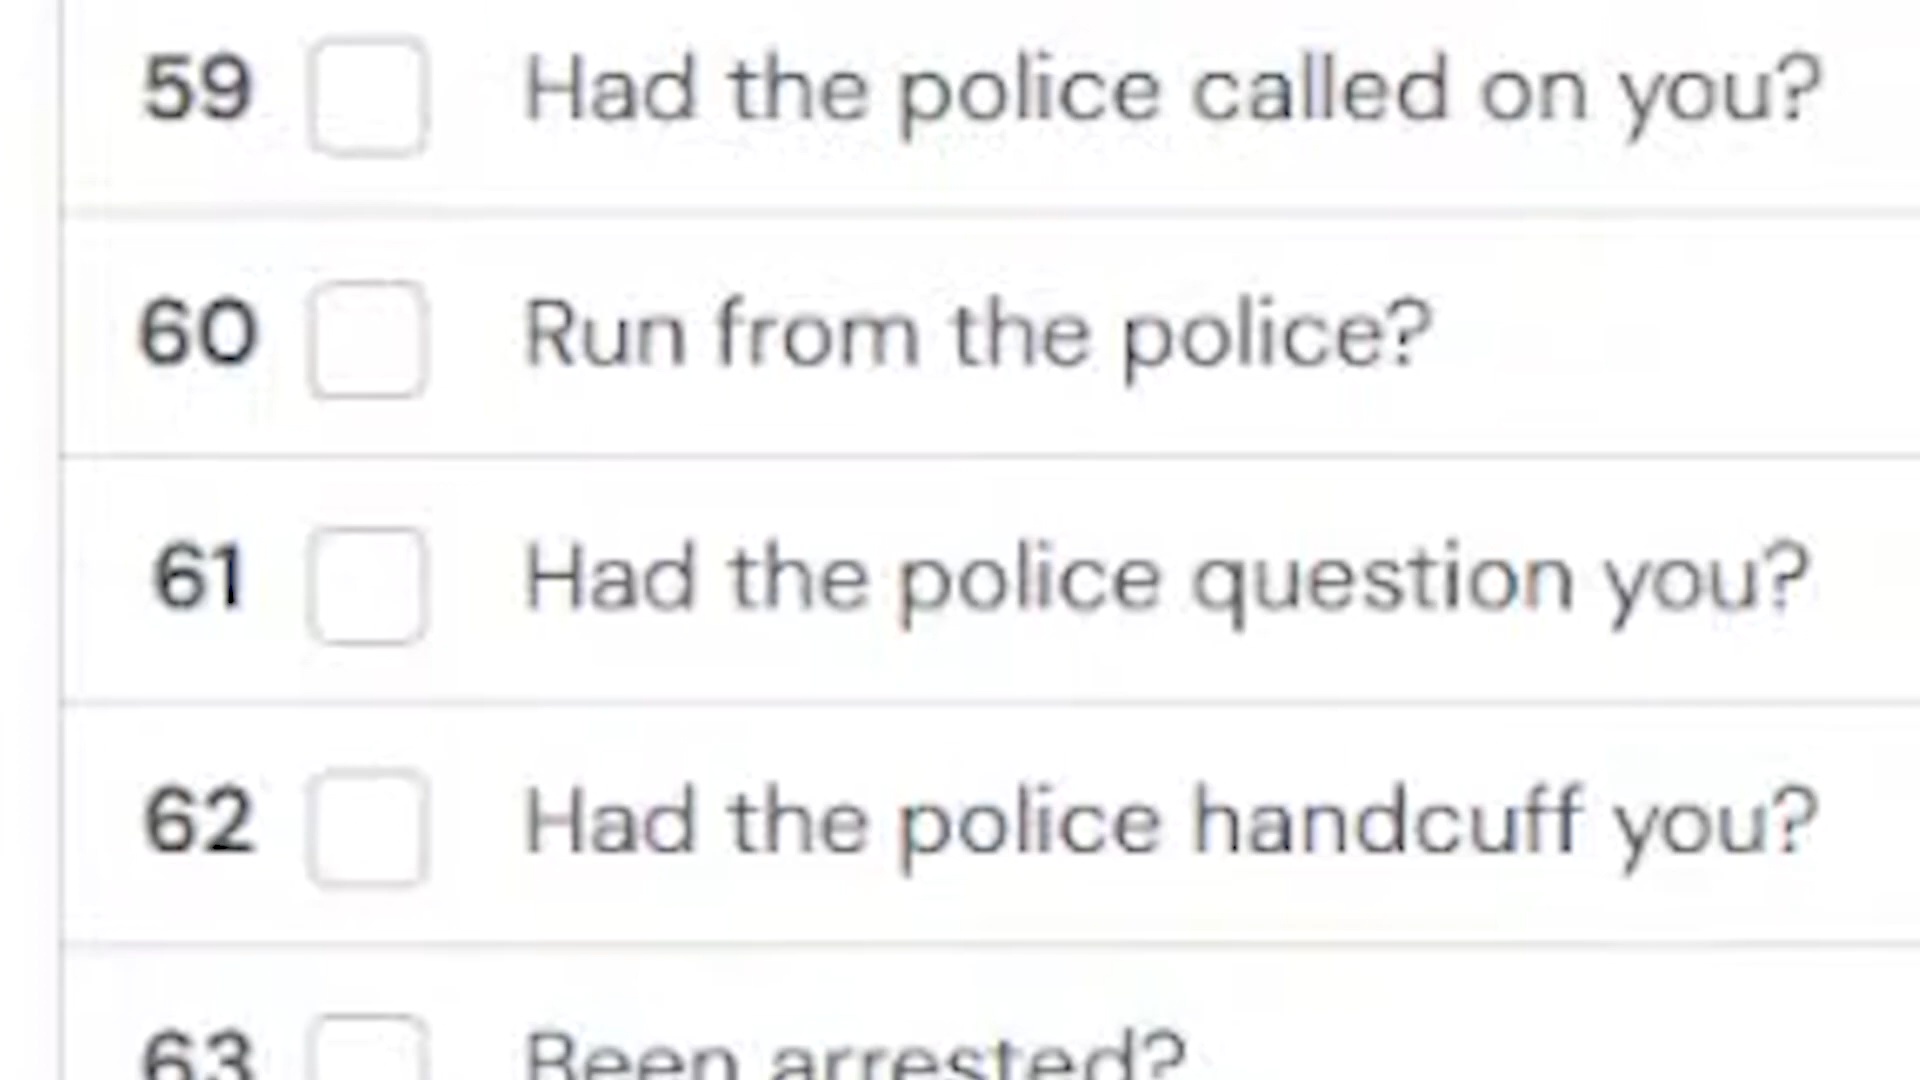 59 Had the police called on you?
60 Run from the police?
61 Had the police question you?
62 Had the police handcuff you?
63 Been arrested?